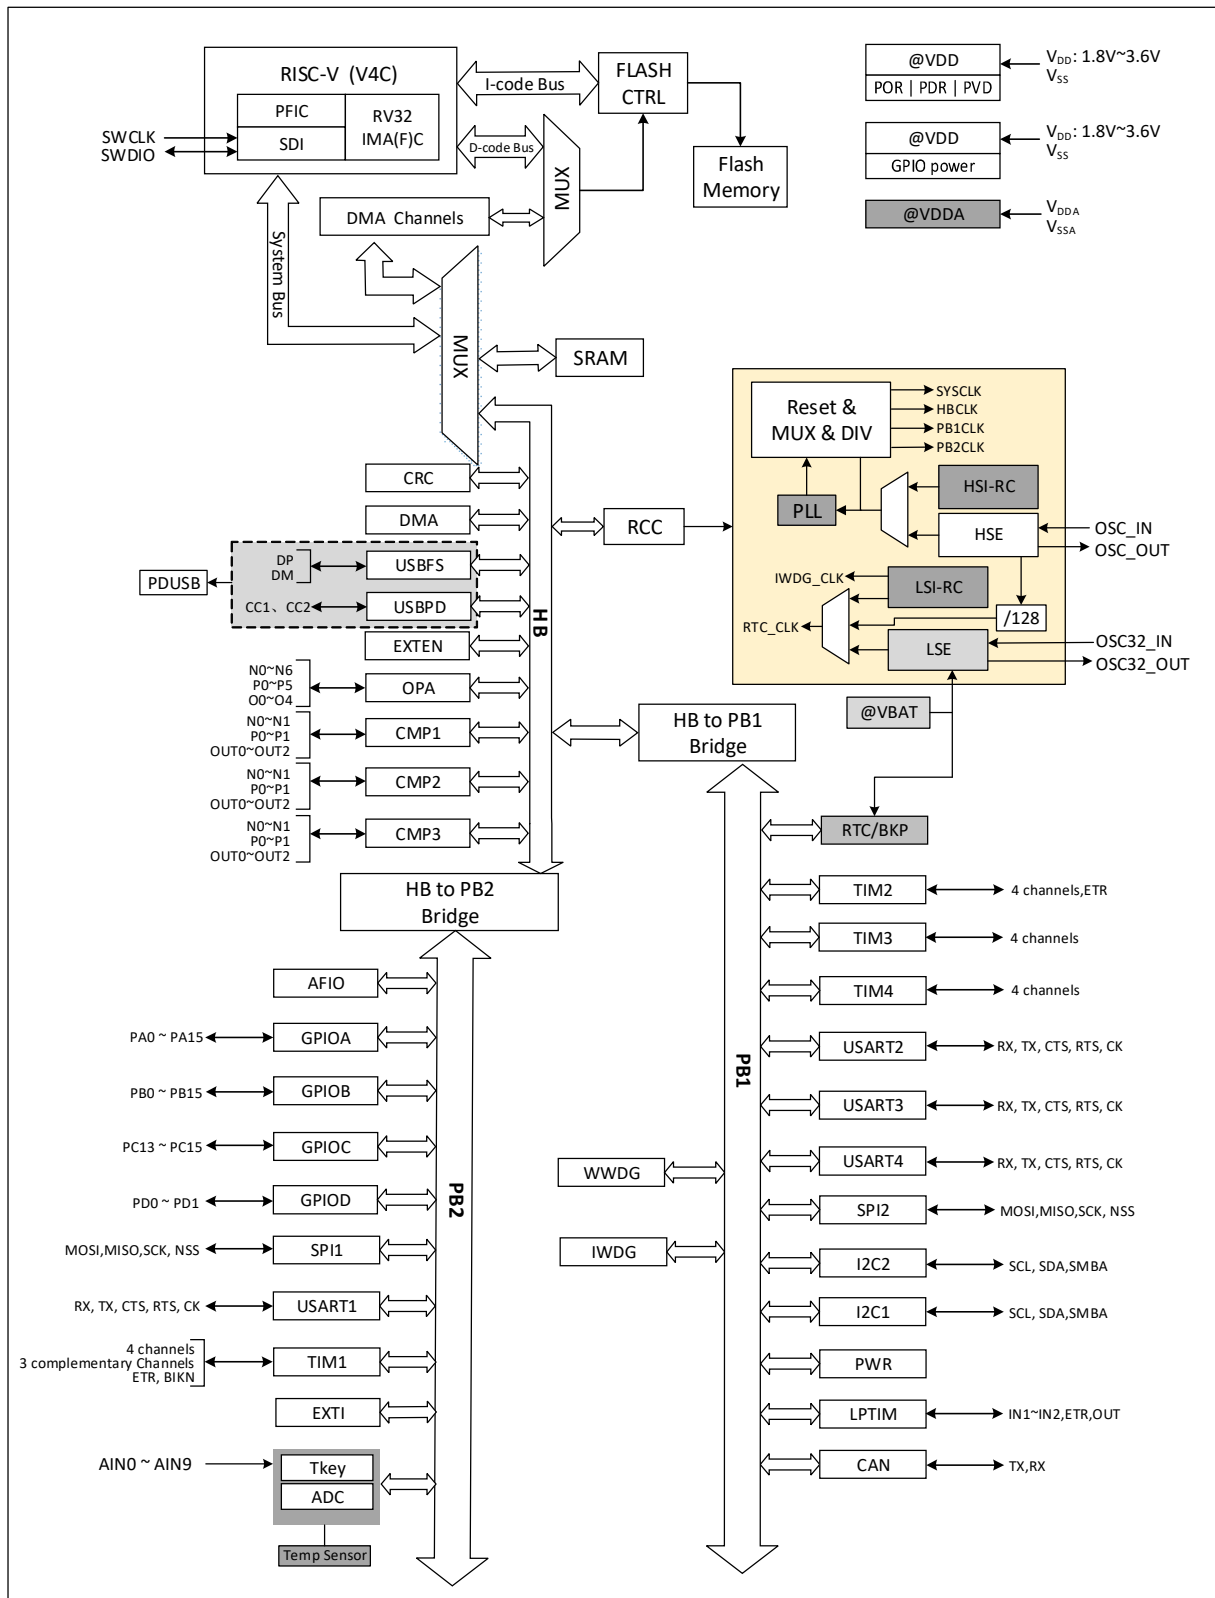 RISC-V (V4C)
PFIC
SDI
RV32
IMA(F)C
SWCLK
SWDIO
I-code Bus
D-code Bus
FLASH
CTRL
MUX
Flash
Memory
@VDD
POR | PDR | PVD
VDD: 1.8V~3.6V
VSS
@VDD
GPIO power
VDD: 1.8V~3.6V
VSS
@VDDA
VDDA
VSSA
DMA Channels
System Bus
MUX
SRAM
CRC
DMA
PDUSB
DP
DM
USBFS
CC1、CC2
USBPD
EXTEN
N0~N6
P0~P5
O0~O4
OPA
N0~N1
P0~P1
OUT0~OUT2
CMP1
N0~N1
P0~P1
OUT0~OUT2
CMP2
N0~N1
P0~P1
OUT0~OUT2
CMP3
HB
RCC
Reset &
MUX & DIV
SYSCLK
HBCLK
PB1CLK
PB2CLK
PLL
HSI-RC
HSE
OSC_IN
OSC_OUT
IWDG_CLK
LSI-RC
RTC_CLK
/128
LSE
OSC32_IN
OSC32_OUT
@VBAT
HB to PB1
Bridge
RTC/BKP
HB to PB2
Bridge
AFIO
PA0 ~ PA15
GPIOA
PB0 ~ PB15
GPIOB
PC13 ~ PC15
GPIOC
PD0 ~ PD1
GPIOD
MOSI,MISO,SCK, NSS
SPI1
RX, TX, CTS, RTS, CK
USART1
4 channels
3 complementary Channels
ETR, BIKN
TIM1
EXTI
AIN0 ~ AIN9
Tkey
ADC
Temp Sensor
PB2
WWDG
IWDG
PB1
TIM2
4 channels,ETR
TIM3
4 channels
TIM4
4 channels
USART2
RX, TX, CTS, RTS, CK
USART3
RX, TX, CTS, RTS, CK
USART4
RX, TX, CTS, RTS, CK
SPI2
MOSI,MISO,SCK, NSS
I2C2
SCL, SDA,SMBA
I2C1
SCL, SDA,SMBA
PWR
LPTIM
IN1~IN2,ETR,OUT
CAN
TX,RX